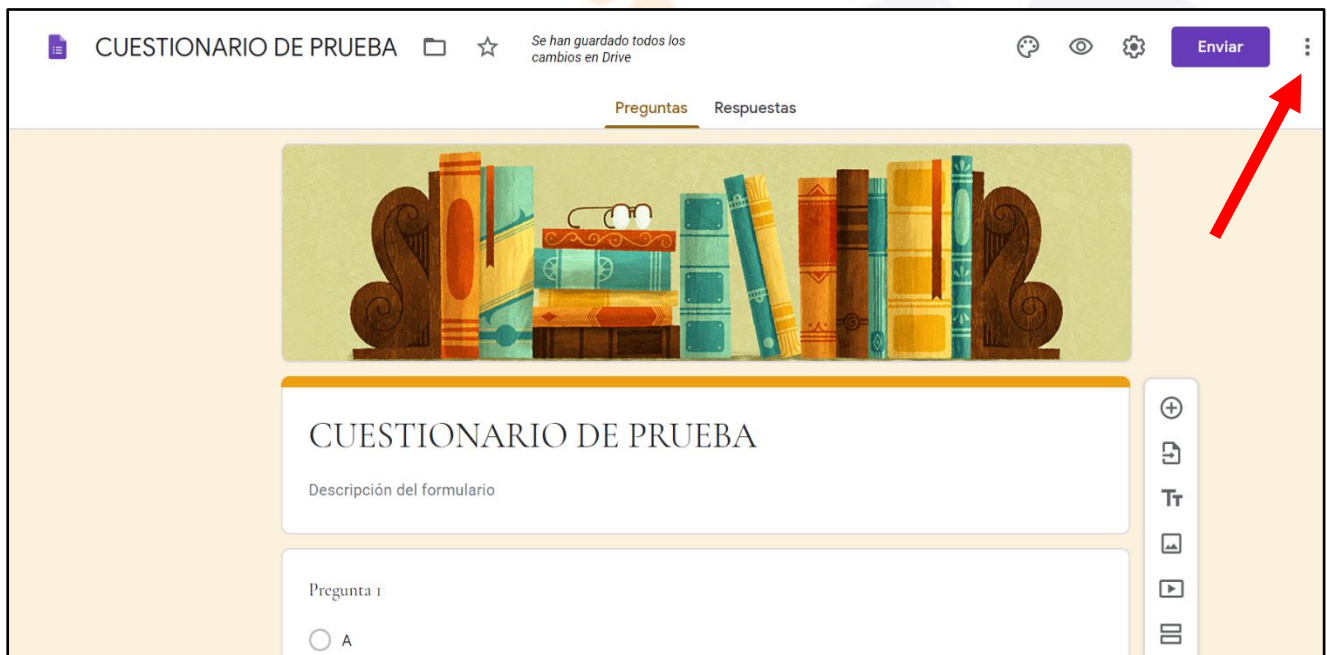 CUESTIONARIO DE PRUEBA
Se han guardado todos los
cambios en Drive
Enviar
Preguntas Respuestas
CUESTIONARIO DE PRUEBA
Descripción del formulario
Pregunta 1
A